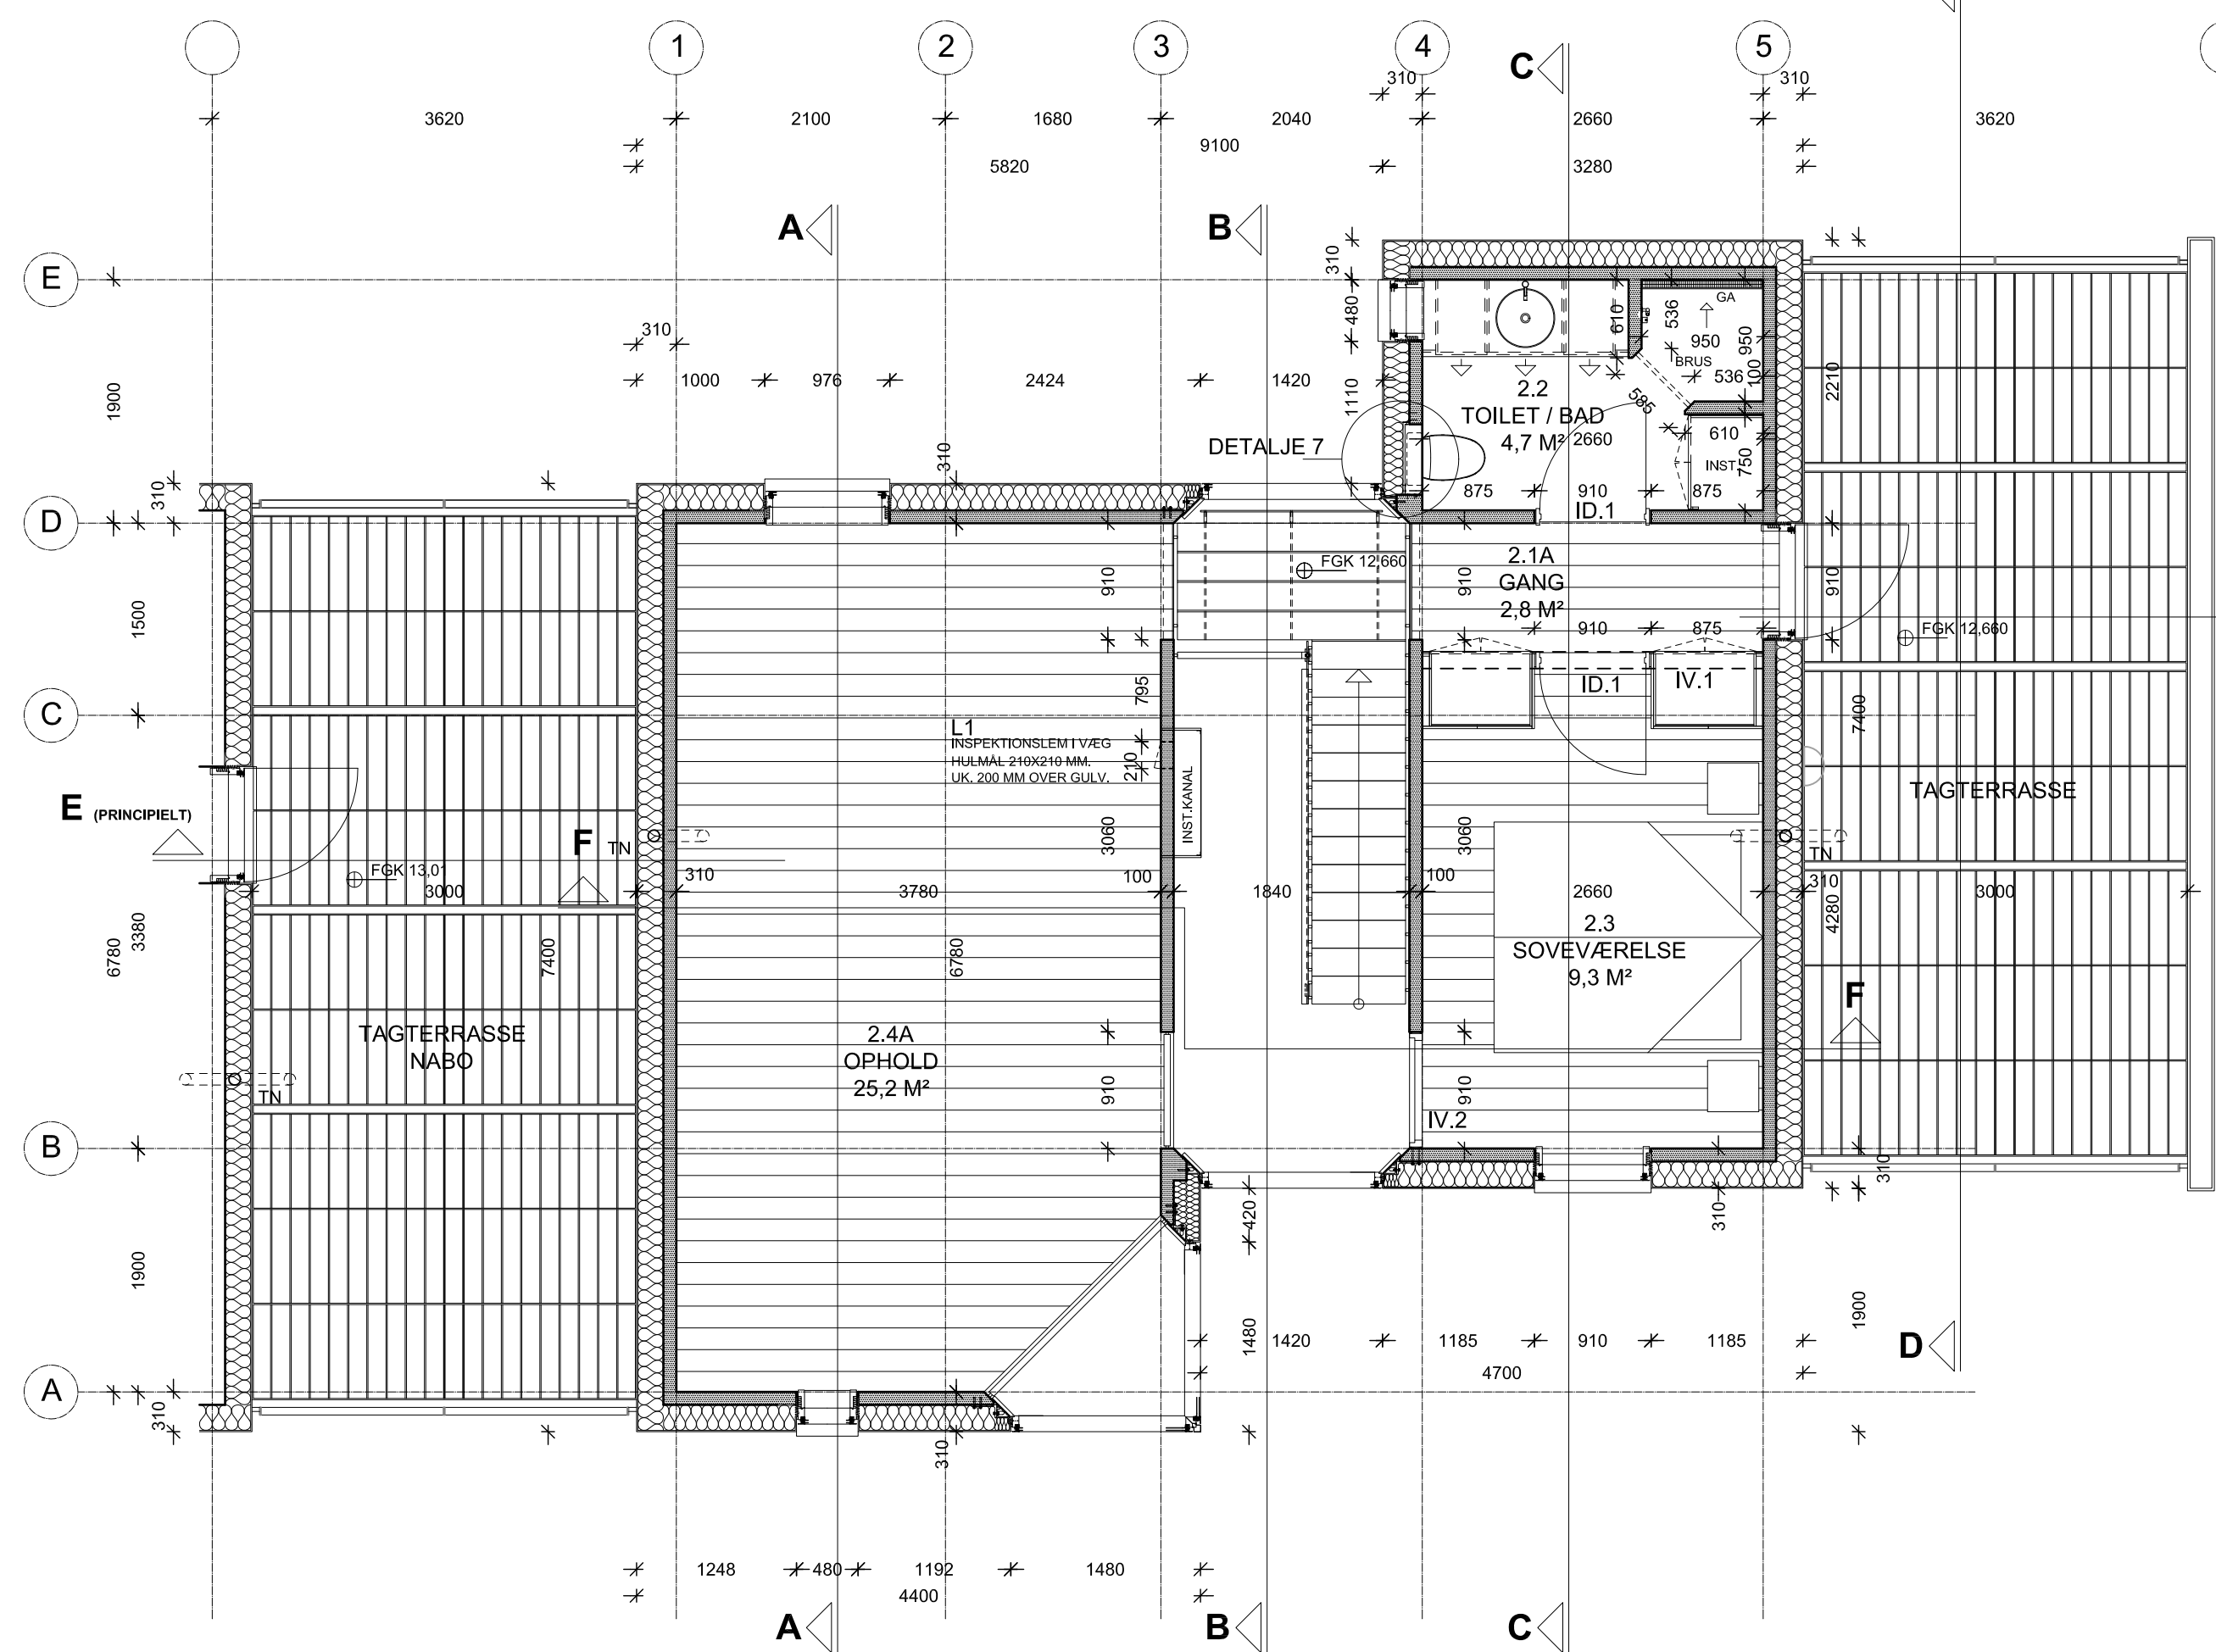 1
2
3
4
5
C
310
310
3620
2100
1680
2040
2660
3620
9100
5820
3280
A
B
E
310
310
480
610
536
GA
950
950
BRUS
536
100
585
1900
1000
976
2424
1420
1110
2210
2.2
TOILET / BAD
4,7 M²
2660
DETALJE 7
610
INST.
750
310
310
875
910
875
ID.1
D
FGK 12,660
2.1A
GANG
2,8 M²
910
910
910
1500
910
875
FGK 12,660
ID.1
IV.1
795
C
L1
INSPEKTIONSLEM I VÆG
HULMÅL 210X210 MM.
UK. 200 MM OVER GULV.
210
INST.KANAL
7400
TAGTERRASSE
E (PRINCIPIELT)
F
TN
3060
3060
TN
FGK 13,01
3000
310
3780
100
1840
100
2660
310
3000
4280
6780
3380
7400
6780
2.3
SOVEVÆRELSE
9,3 M²
F
TAGTERRASSE
NABO
2.4A
OPHOLD
25,2 M²
TN
910
910
IV.2
B
310
420
310
1900
1480
1420
1185
910
1185
1900
D
4700
A
310
310
1248
480
1192
1480
4400
A
B
C